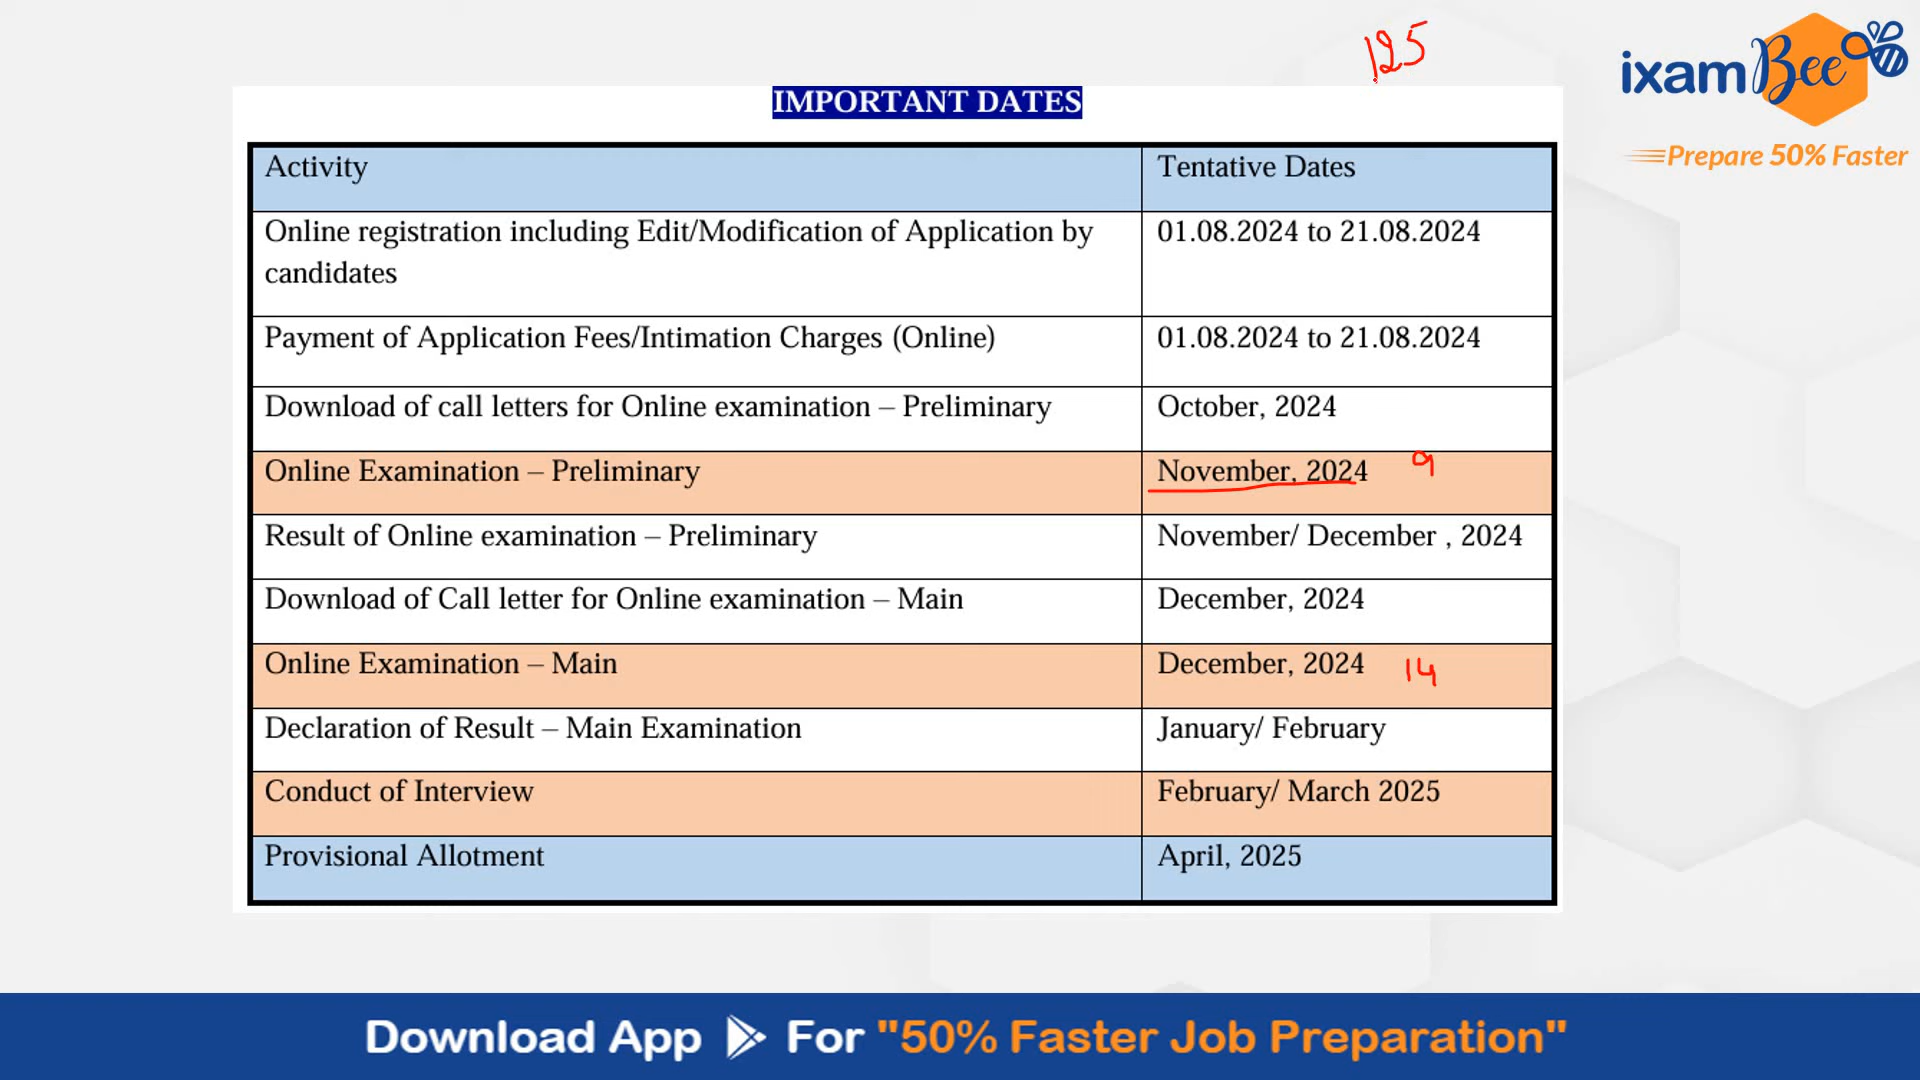 125
ixamBee
Prepare 50% Faster
IMPORTANT DATES
Activity Tentative Dates
Online registration including Edit/Modification of Application by 01.08.2024 to 21.08.2024
candidates
Payment of Application Fees/Intimation Charges (Online) 01.08.2024 to 21.08.2024
Download of call letters for Online examination – Preliminary October, 2024
Online Examination – Preliminary November, 2024 9
Result of Online examination – Preliminary November/ December , 2024
Download of Call letter for Online examination – Main December, 2024
Online Examination – Main December, 2024 14
Declaration of Result – Main Examination January/ February
Conduct of Interview February/ March 2025
Provisional Allotment April, 2025
Download App For "50% Faster Job Preparation"